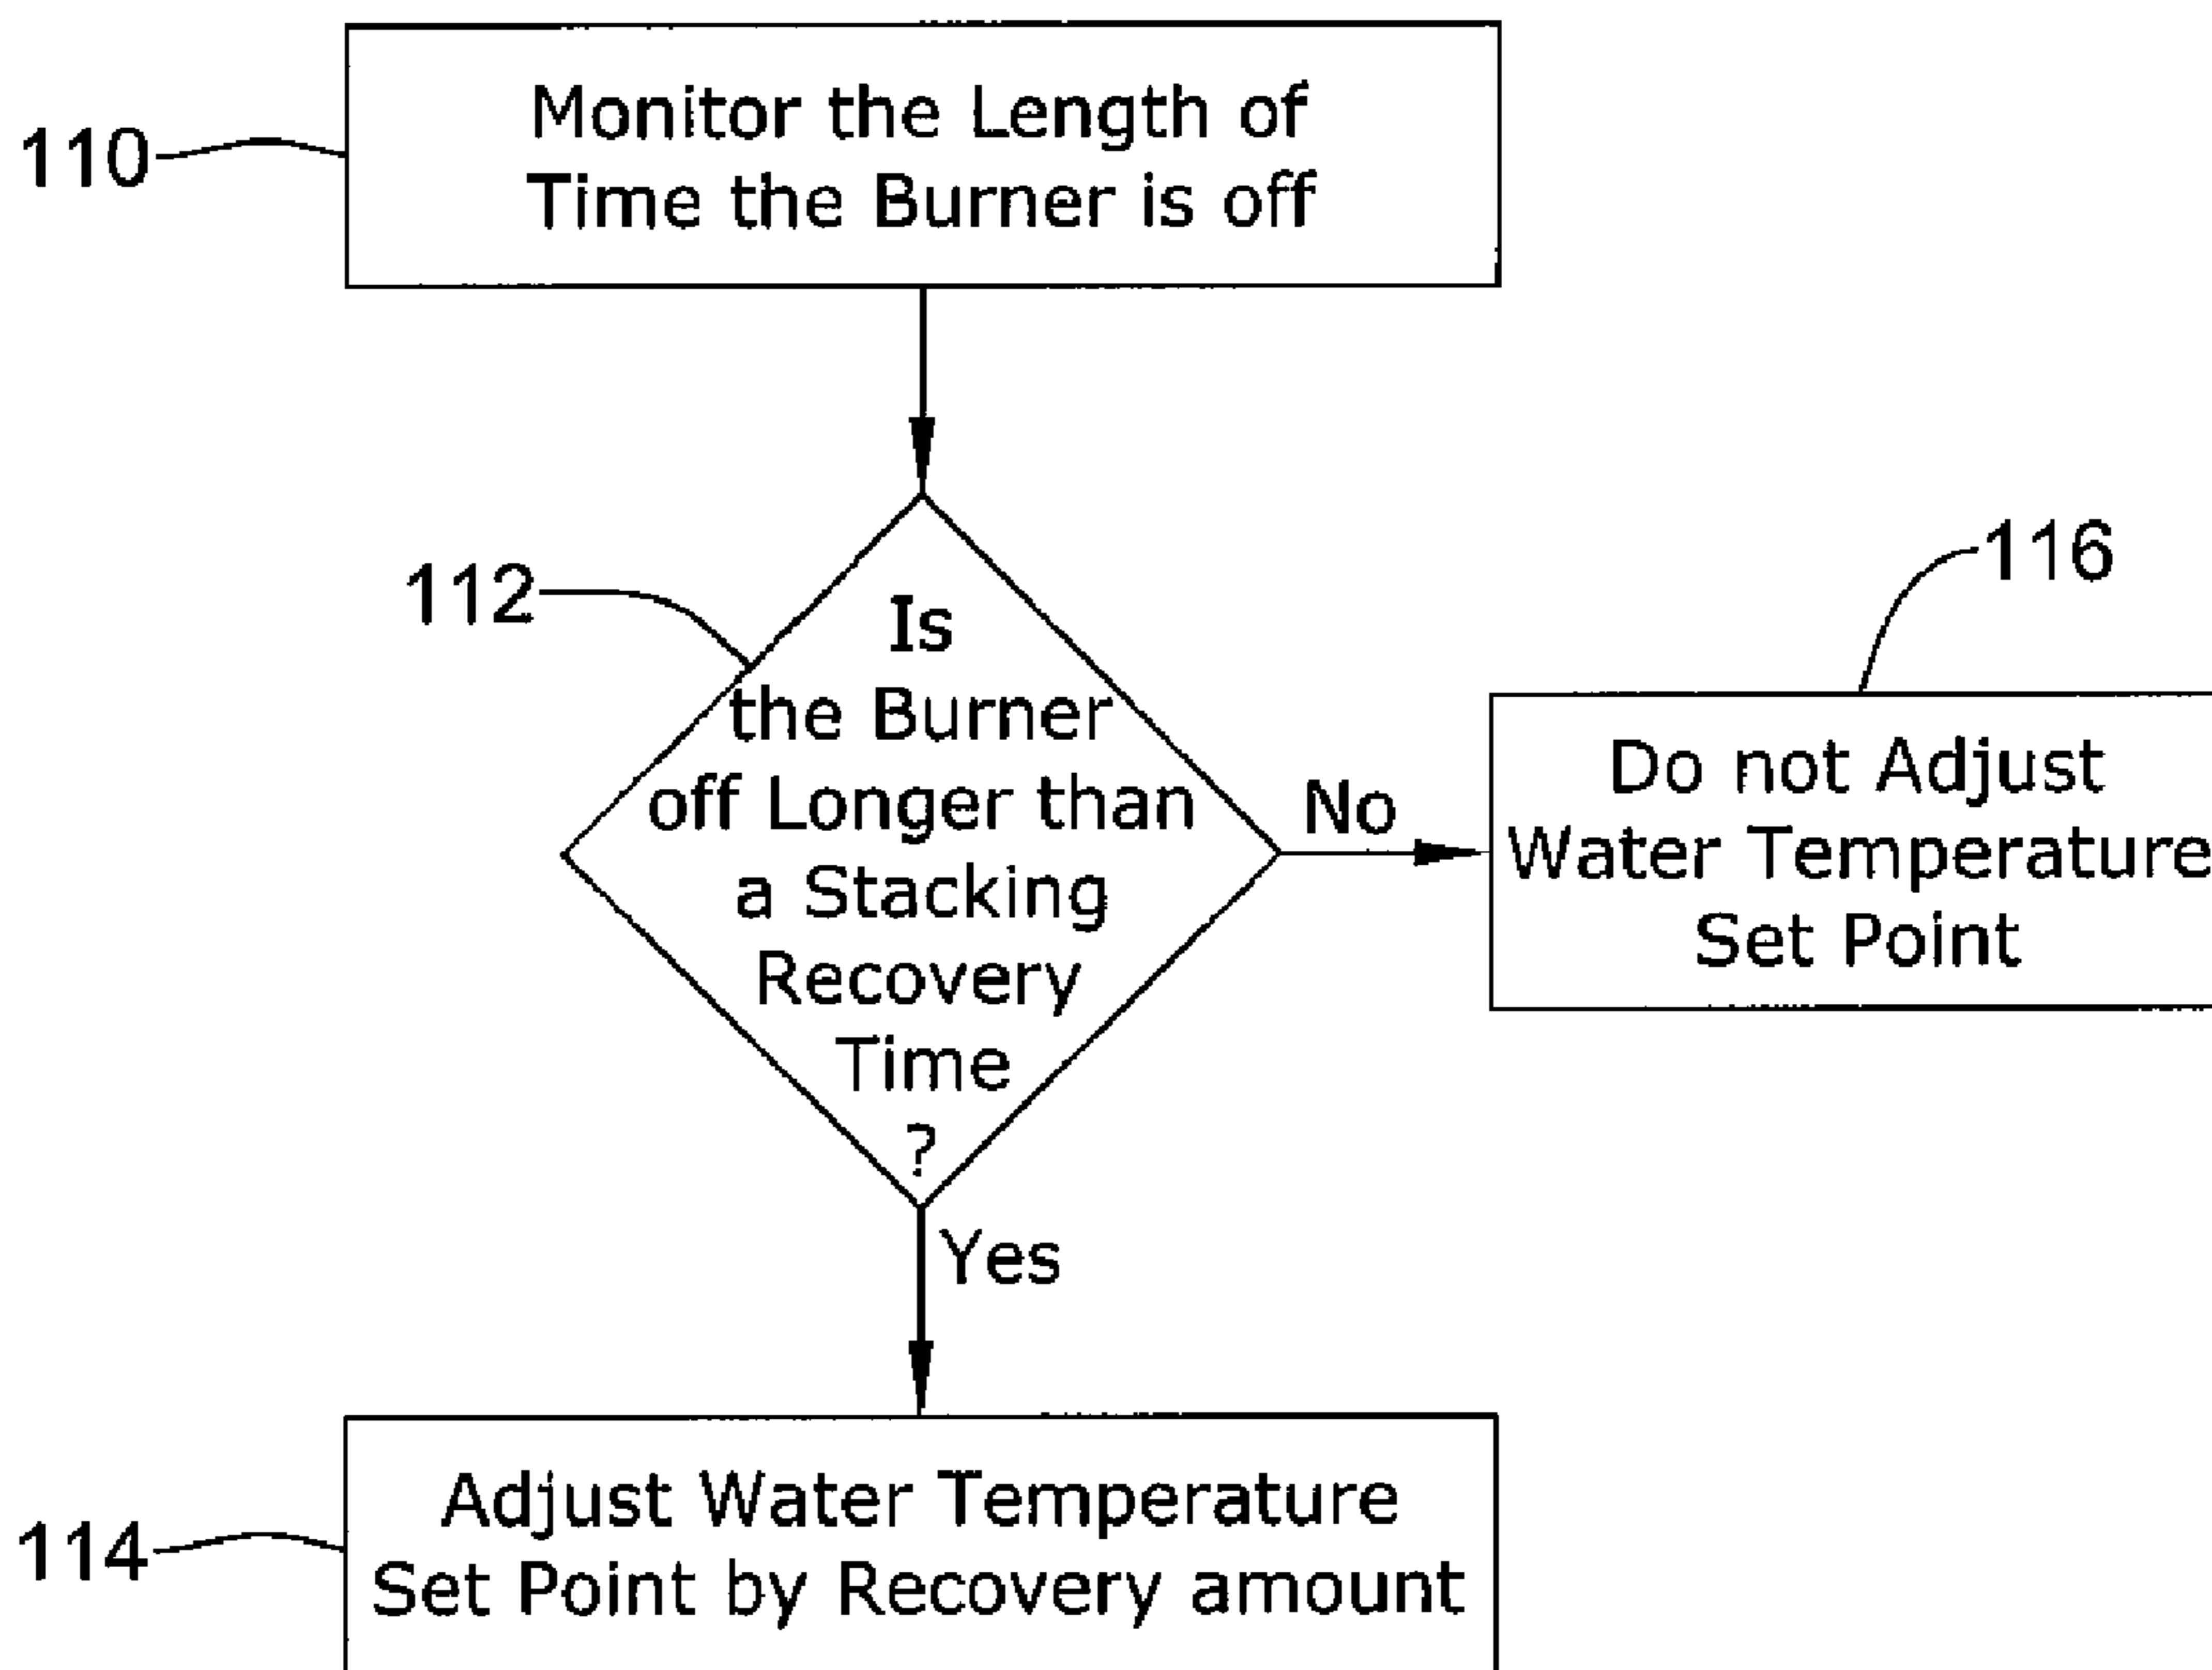 110
Monitor the Length of
Time the Burner is off
112
Is
the Burner
off Longer than
a Stacking
Recovery
Time
?
No
116
Do not Adjust
Water Temperature
Set Point
Yes
114
Adjust Water Temperature
Set Point by Recovery amount